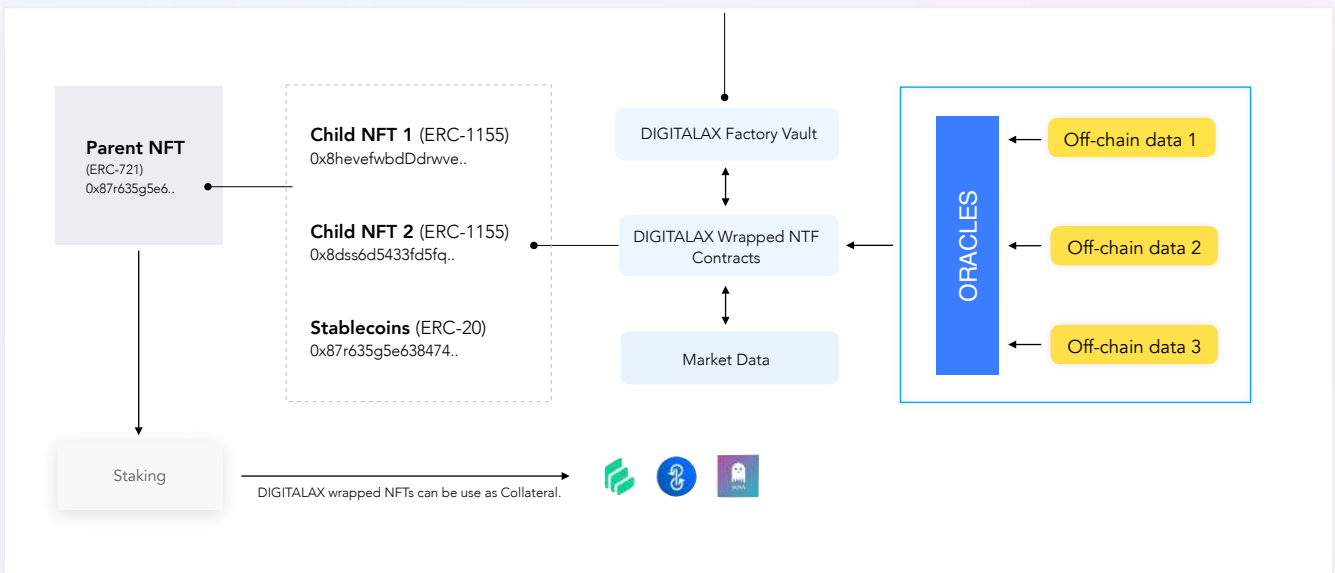 Parent NFT
(ERC-721)
0x87r635g5e6..
Child NFT 1 (ERC-1155)
0x8hevefwbdDdrwve..
Child NFT 2 (ERC-1155)
0x8dss6d5433fd5fq..
Stablecoins (ERC-20)
0x87r635g5e638474..
DIGITALAX Factory Vault
DIGITALAX Wrapped NTF
Contracts
Market Data
ORACLES
Off-chain data 1
Off-chain data 2
Off-chain data 3
Staking
DIGITALAX wrapped NFTs can be use as Collateral.